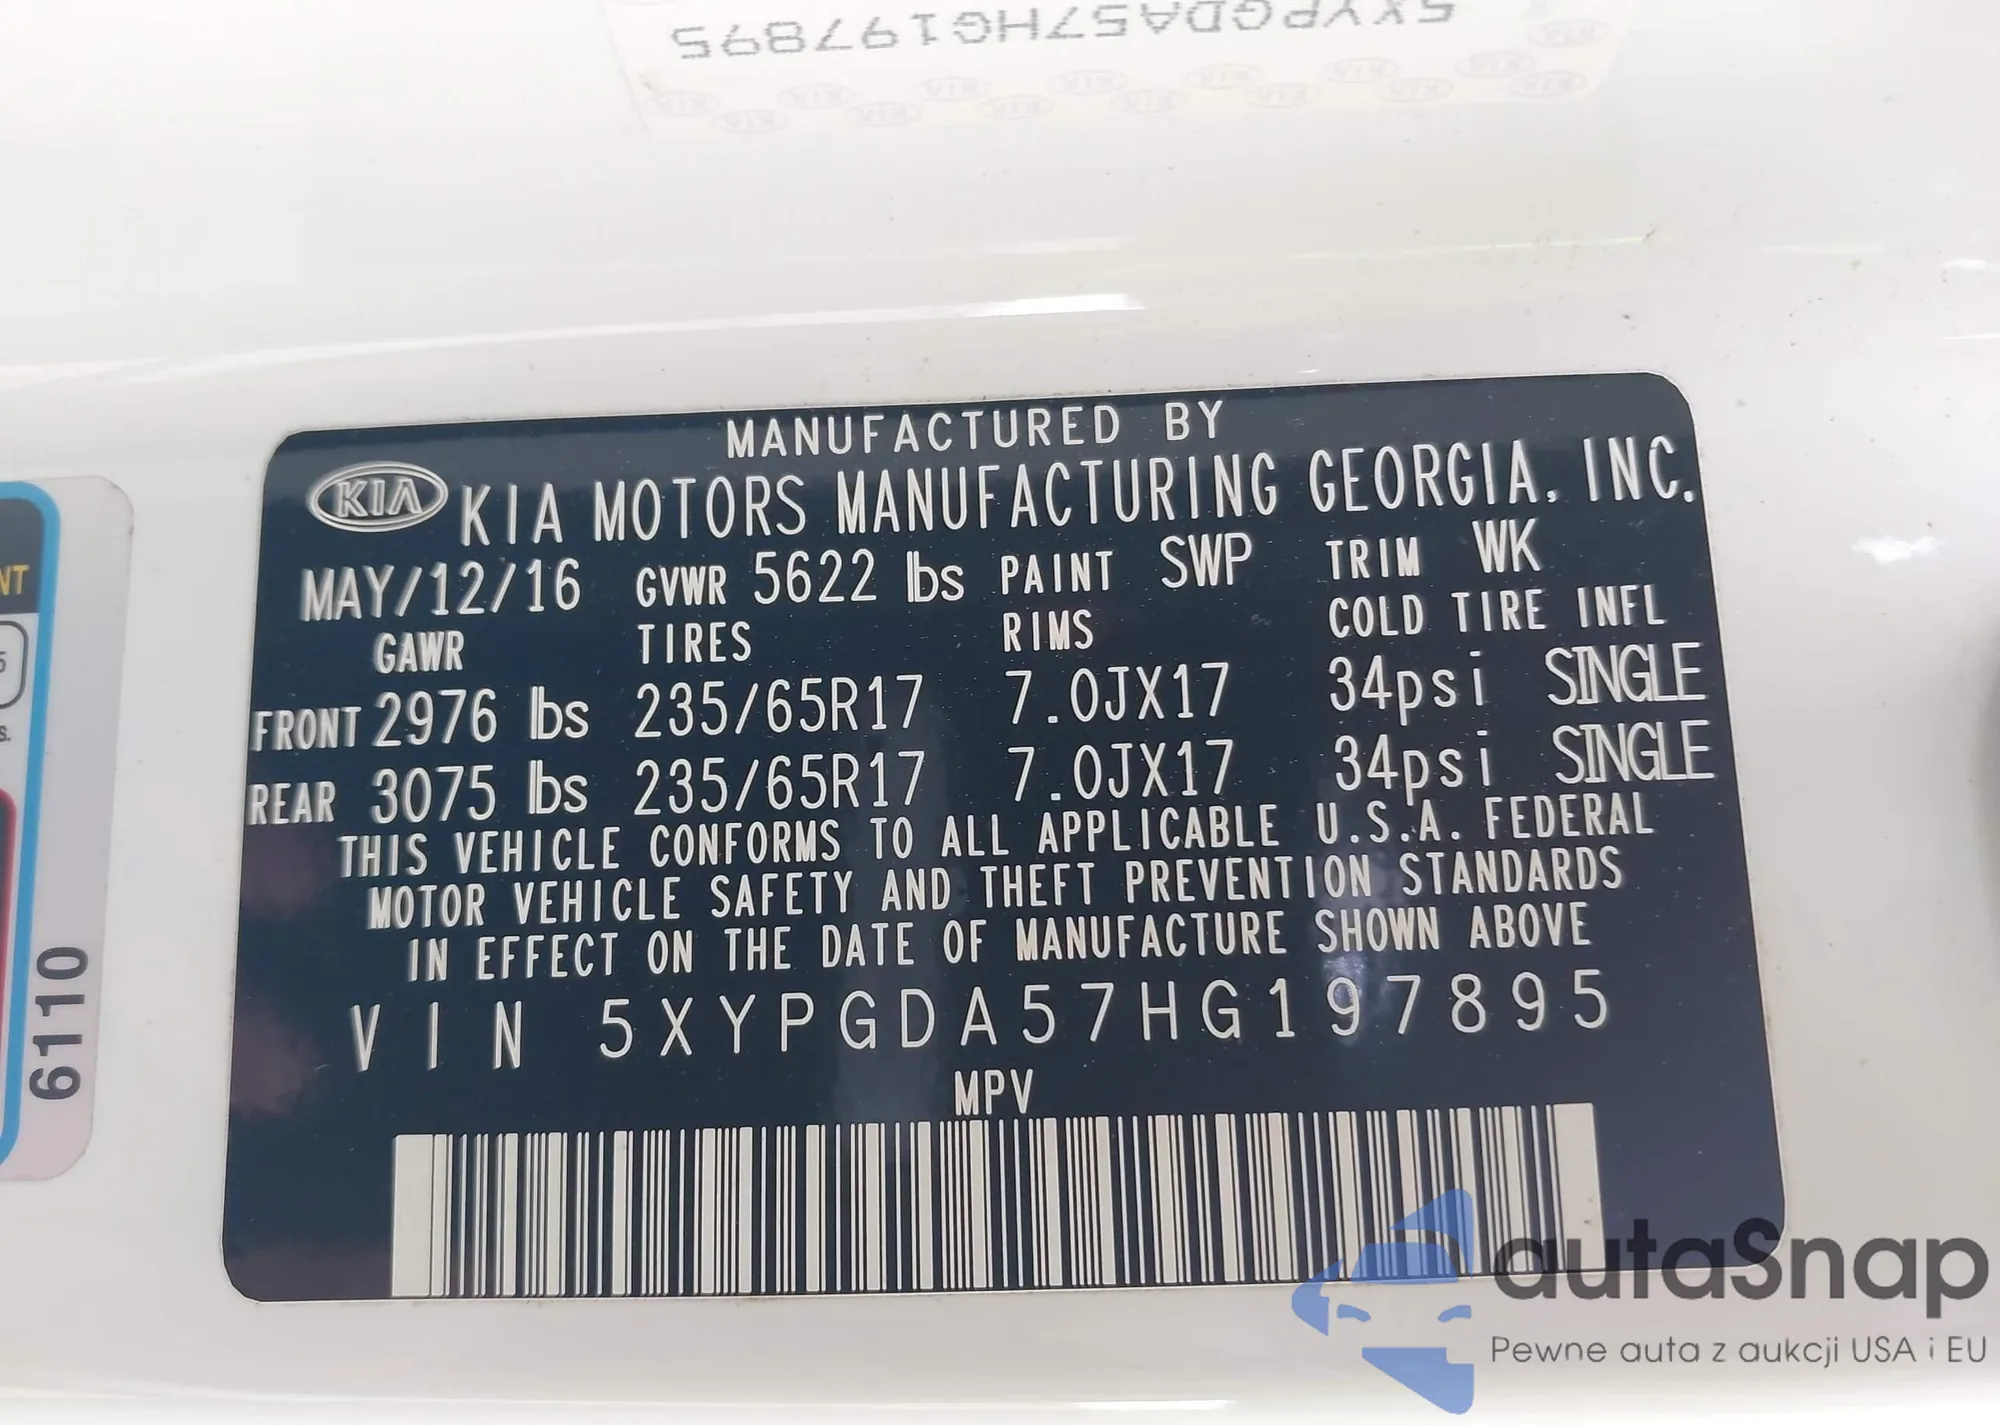 5XYPGDA57HG197895
MANUFACTURED BY
KIA KIA MOTORS MANUFACTURING GEORGIA, INC.
MAY/12/16 GVWR 5622 lbs PAINT SWP TRIM WK
GAWR TIRES RIMS COLD TIRE INFL
FRONT 2976 lbs 235/65R17 7.0JX17 34psi SINGLE
REAR 3075 lbs 235/65R17 7.0JX17 34psi SINGLE
THIS VEHICLE CONFORMS TO ALL APPLICABLE U.S.A. FEDERAL
MOTOR VEHICLE SAFETY AND THEFT PREVENTION STANDARDS
IN EFFECT ON THE DATE OF MANUFACTURE SHOWN ABOVE
VIN 5XYPGDA57HG197895
MPV
6110
autaSnap
Pewne auta z aukcji USA i EU